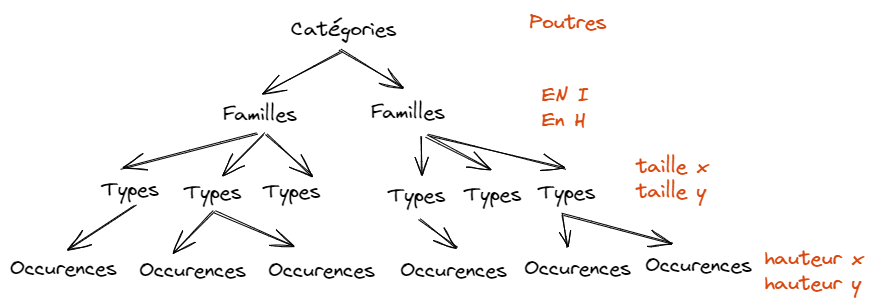 Catégories
Poutres
Familles
Familles
EN I
En H
Types
Types
Types
Types
Types
Types
taille x
taille y
Occurences
Occurences
Occurences
Occurences
Occurences
Occurences
hauteur x
hauteur y